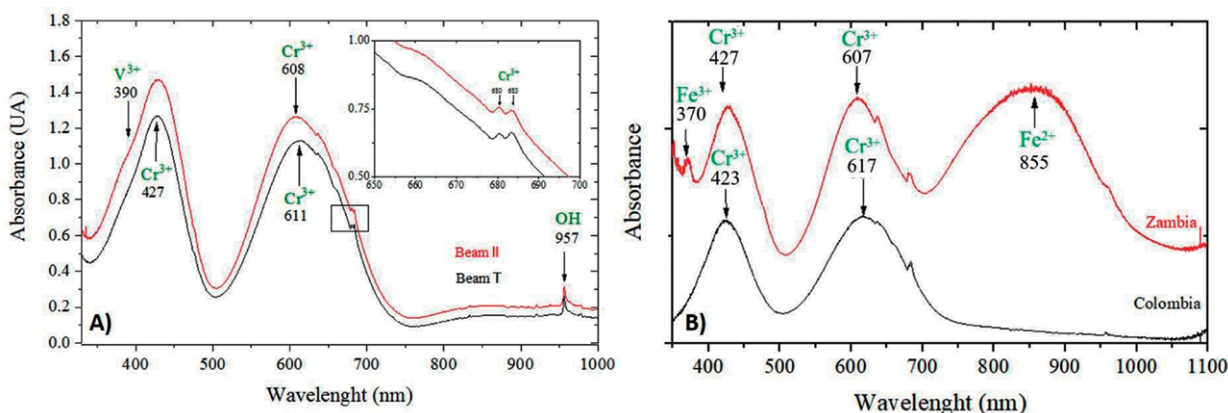 1.8
1.6
1.4
1.2
1.0
0.8
0.6
0.4
0.2
0.0
Absorbance (UA)
400
500
600
700
800
900
1000
Wavelenght (nm)
V³⁺
390
Cr³⁺
427
Cr³⁺
608
Cr³⁺
611
1.00
0.75
0.50
650
660
670
680
690
700
Cr³⁺
680
683
OH
957
Beam II
Beam T
A)
Absorbance
Fe³⁺
370
Cr³⁺
427
Cr³⁺
423
Cr³⁺
607
Cr³⁺
617
Fe²⁺
855
Zambia
Colombia
B)
400
500
600
700
800
900
1000
1100
Wavelenght (nm)